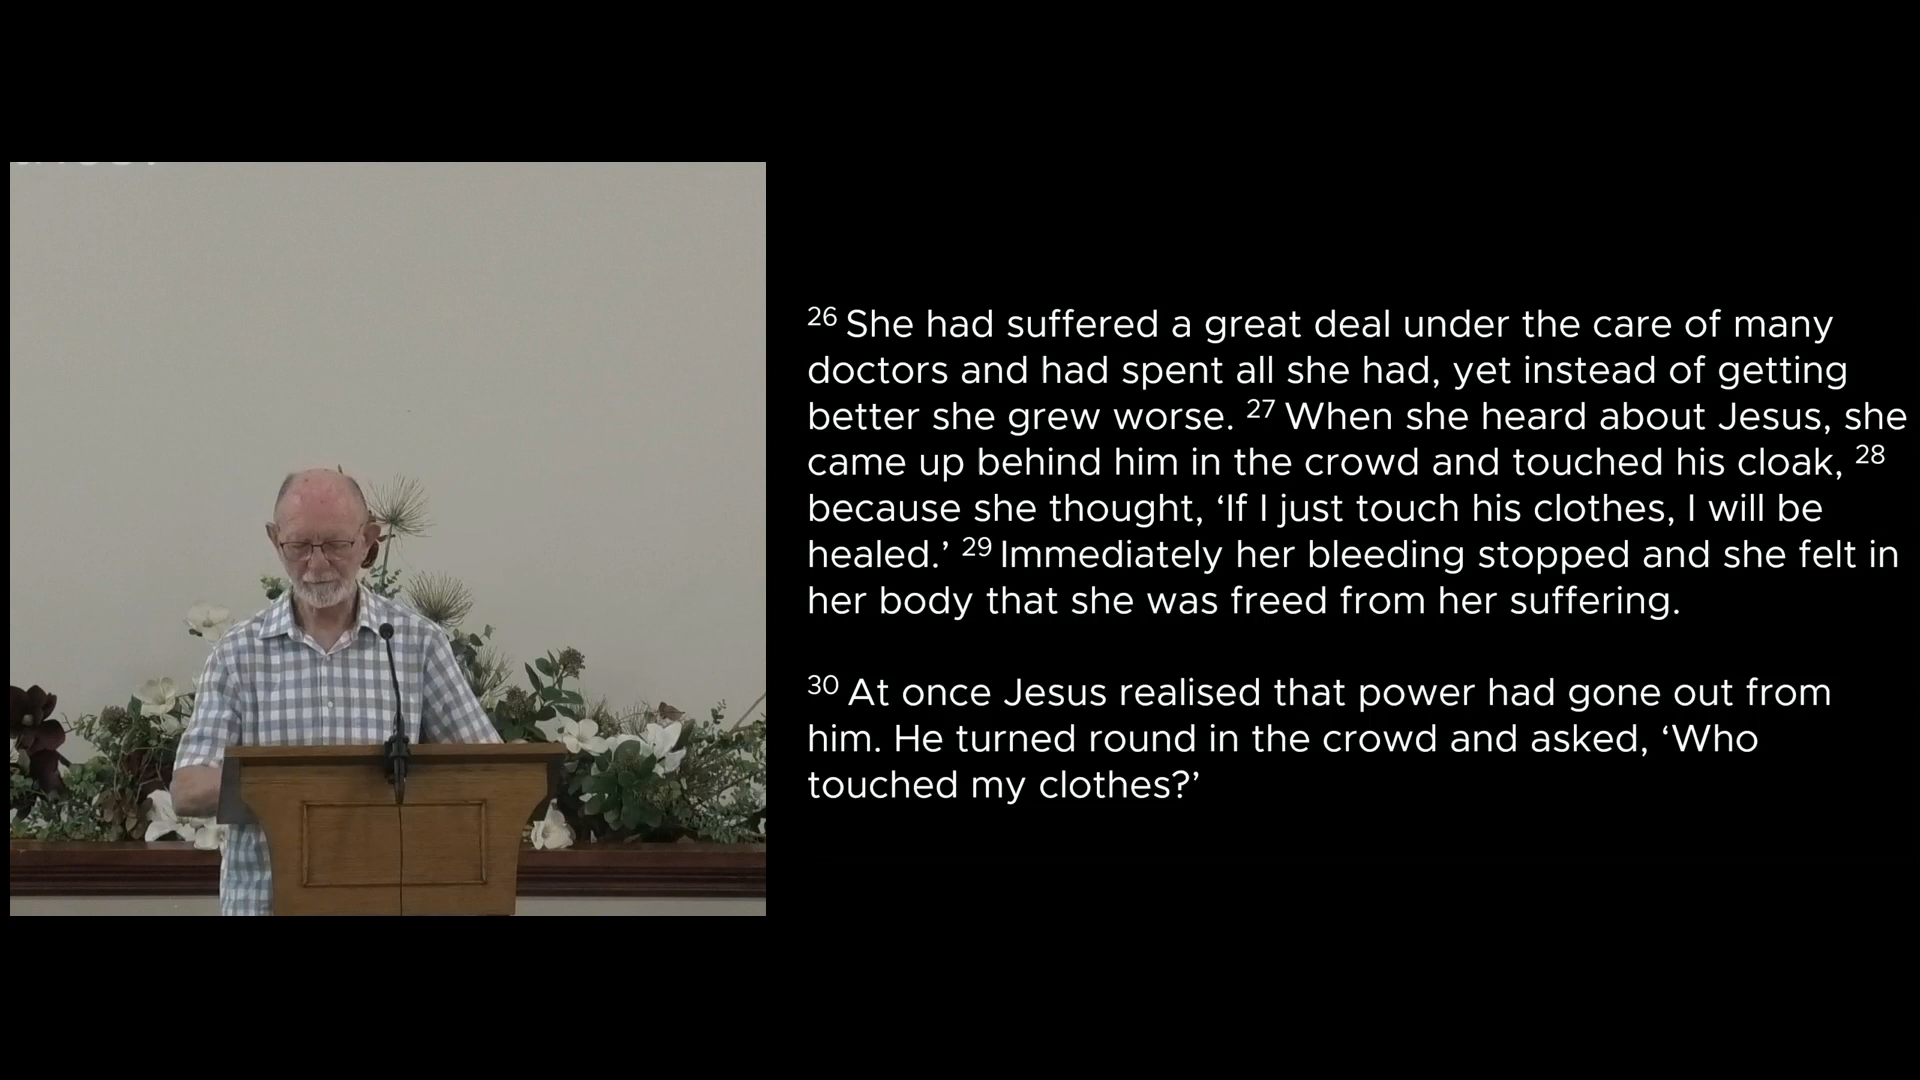 26 She had suffered a great deal under the care of many
doctors and had spent all she had, yet instead of getting
better she grew worse. 27 When she heard about Jesus, she
came up behind him in the crowd and touched his cloak, 28
because she thought, ‘If I just touch his clothes, I will be
healed.’ 29 Immediately her bleeding stopped and she felt in
her body that she was freed from her suffering.
30 At once Jesus realised that power had gone out from
him. He turned round in the crowd and asked, ‘Who
touched my clothes?’